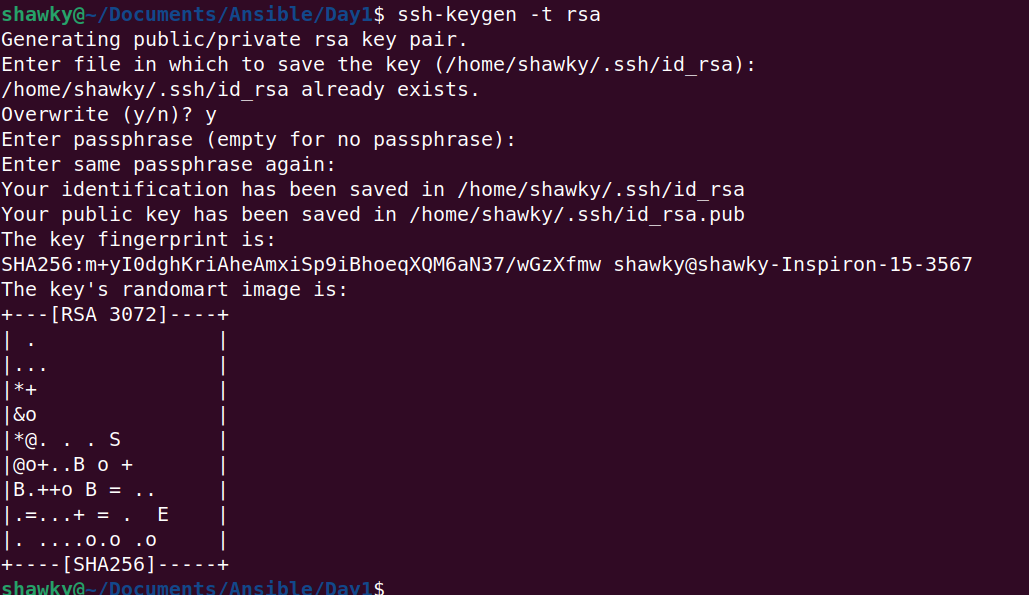 shawky@~/Documents/Ansible/Day1$ ssh-keygen -t rsa
Generating public/private rsa key pair.
Enter file in which to save the key (/home/shawky/.ssh/id_rsa):
/home/shawky/.ssh/id_rsa already exists.
Overwrite (y/n)? y
Enter passphrase (empty for no passphrase):
Enter same passphrase again:
Your identification has been saved in /home/shawky/.ssh/id_rsa
Your public key has been saved in /home/shawky/.ssh/id_rsa.pub
The key fingerprint is:
SHA256:m+yI0dghKriAheAmxiSp9iBhoeqXQM6aN37/wGzXfmw shawky@shawky-Inspiron-15-3567
The key's randomart image is:
+---[RSA 3072]----+
| .               |
|...              |
|*+               |
|&o               |
|*@. . . S        |
|@o+..B o +       |
|B.++o B = ..     |
|.=...+ = .  E    |
|. ....o.o .o     |
+----[SHA256]-----+
shawky@~/Documents/Ansible/Day1$